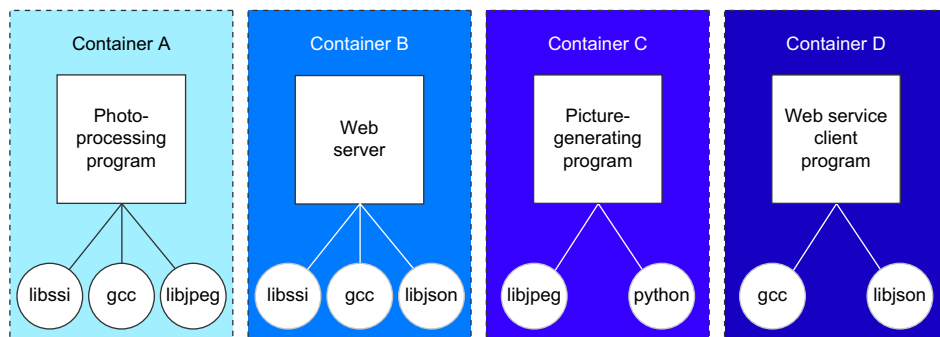 Container A
Photo-
processing
program
libssi
gcc
libjpeg
Container B
Web
server
libssi
gcc
libjson
Container C
Picture-
generating
program
libjpeg
python
Container D
Web service
client
program
gcc
libjson